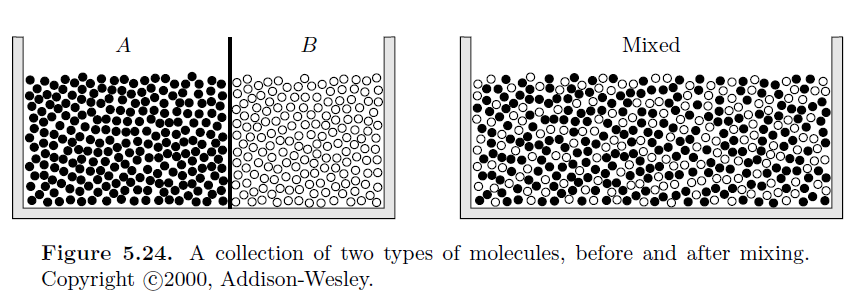 A
B
Mixed
Figure 5.24. A collection of two types of molecules, before and after mixing.
Copyright ©2000, Addison-Wesley.